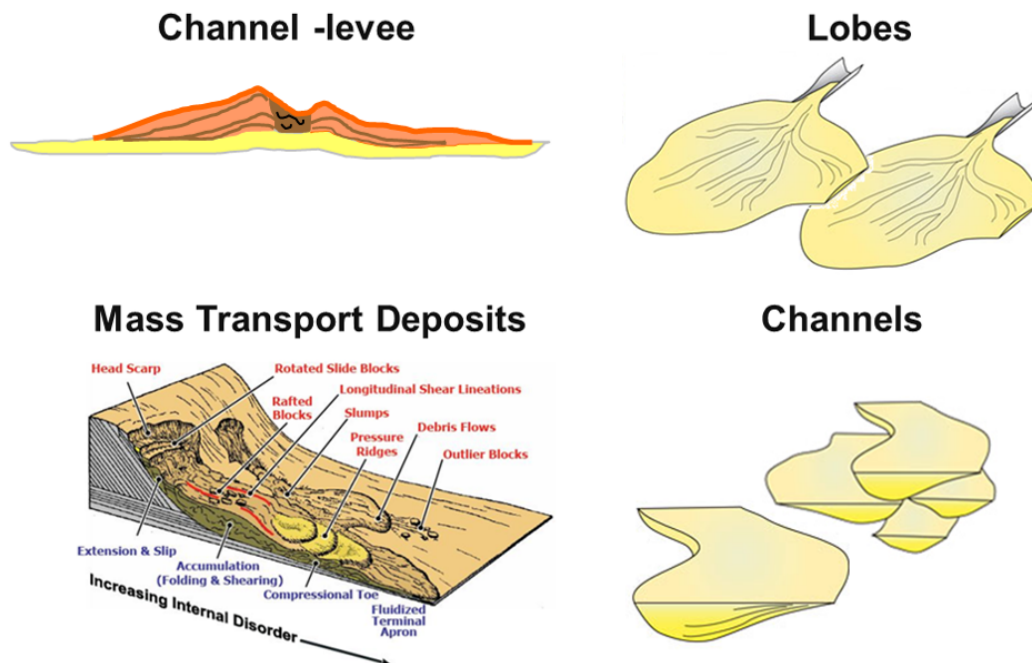 Channel -levee
Lobes
Mass Transport Deposits
Head Scarp
Rotated Slide Blocks
Longitudinal Shear Lineations
Rafted
Blocks
Slumps
Pressure
Ridges
Debris Flows
Outlier Blocks
Extension & Slip
Accumulation
(Folding & Shearing)
Compressional Toe
Fluidized
Terminal
Apron
Increasing Internal Disorder
Channels